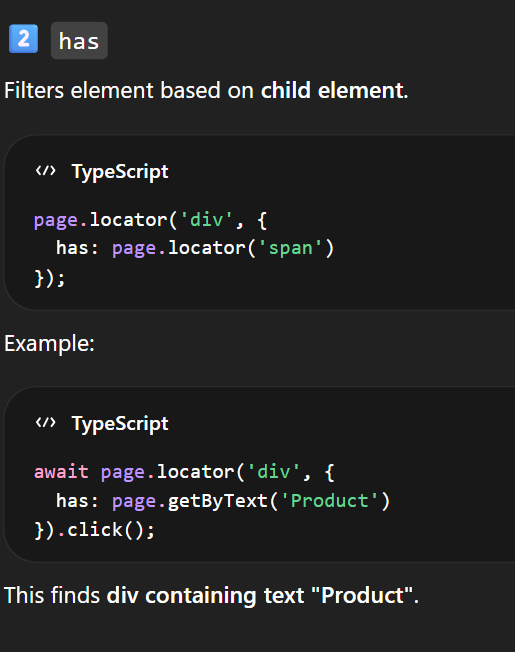 2 has
Filters element based on child element.
</> TypeScript
page.locator('div', {
  has: page.locator('span')
});
Example:
</> TypeScript
await page.locator('div', {
  has: page.getByText('Product')
}).click();
This finds div containing text "Product".